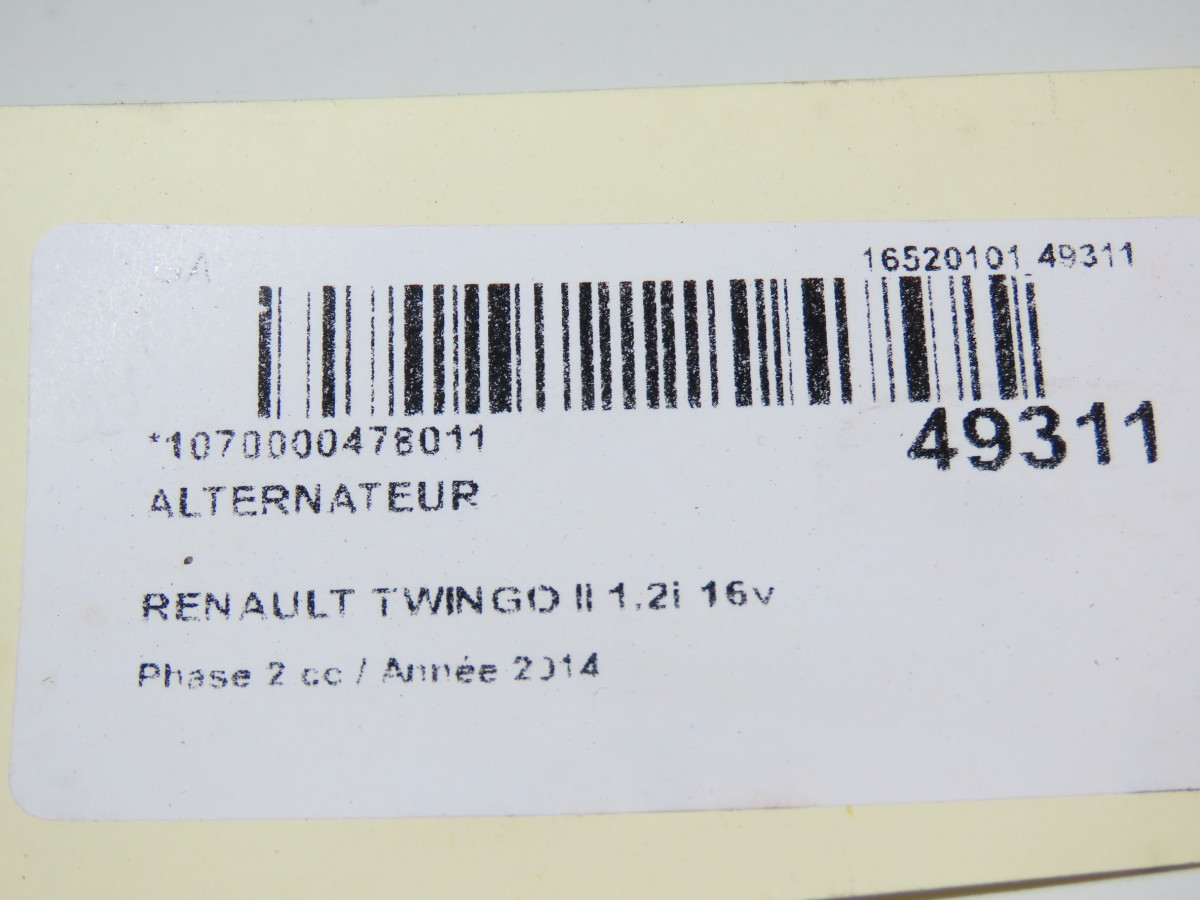 16520101 49311
*1070000478011
49311
ALTERNATEUR
RENAULT TWINGO II 1.2i 16v
Phase 2 cc / Année 2014